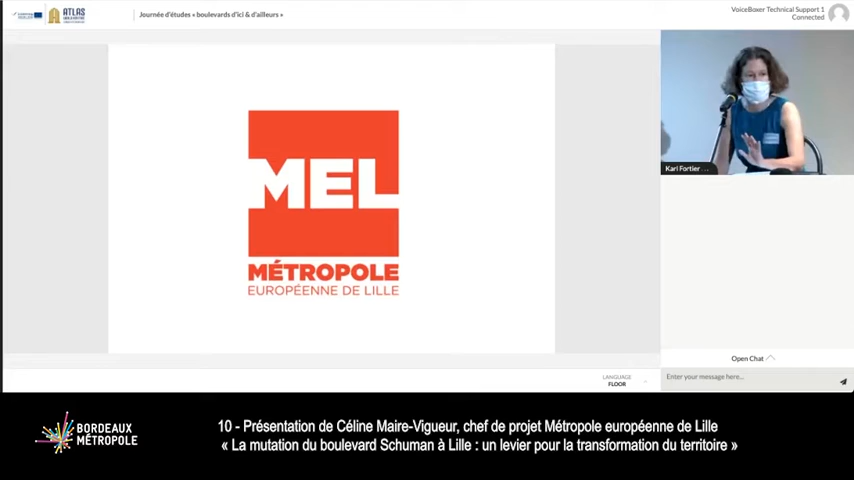 ATLAS
Journée d'études « boulevards d'ici & d'ailleurs »
VoiceBoxer Technical Support 1
Connected
MEL
MÉTROPOLE
EUROPÉENNE DE LILLE
Karl Fortier ...
Open Chat
Enter your message here...
LANGUAGE
FLOOR
BORDEAUX
MÉTROPOLE
10 - Présentation de Céline Maire-Vigueur, chef de projet Métropole européenne de Lille
« La mutation du boulevard Schuman à Lille : un levier pour la transformation du territoire »